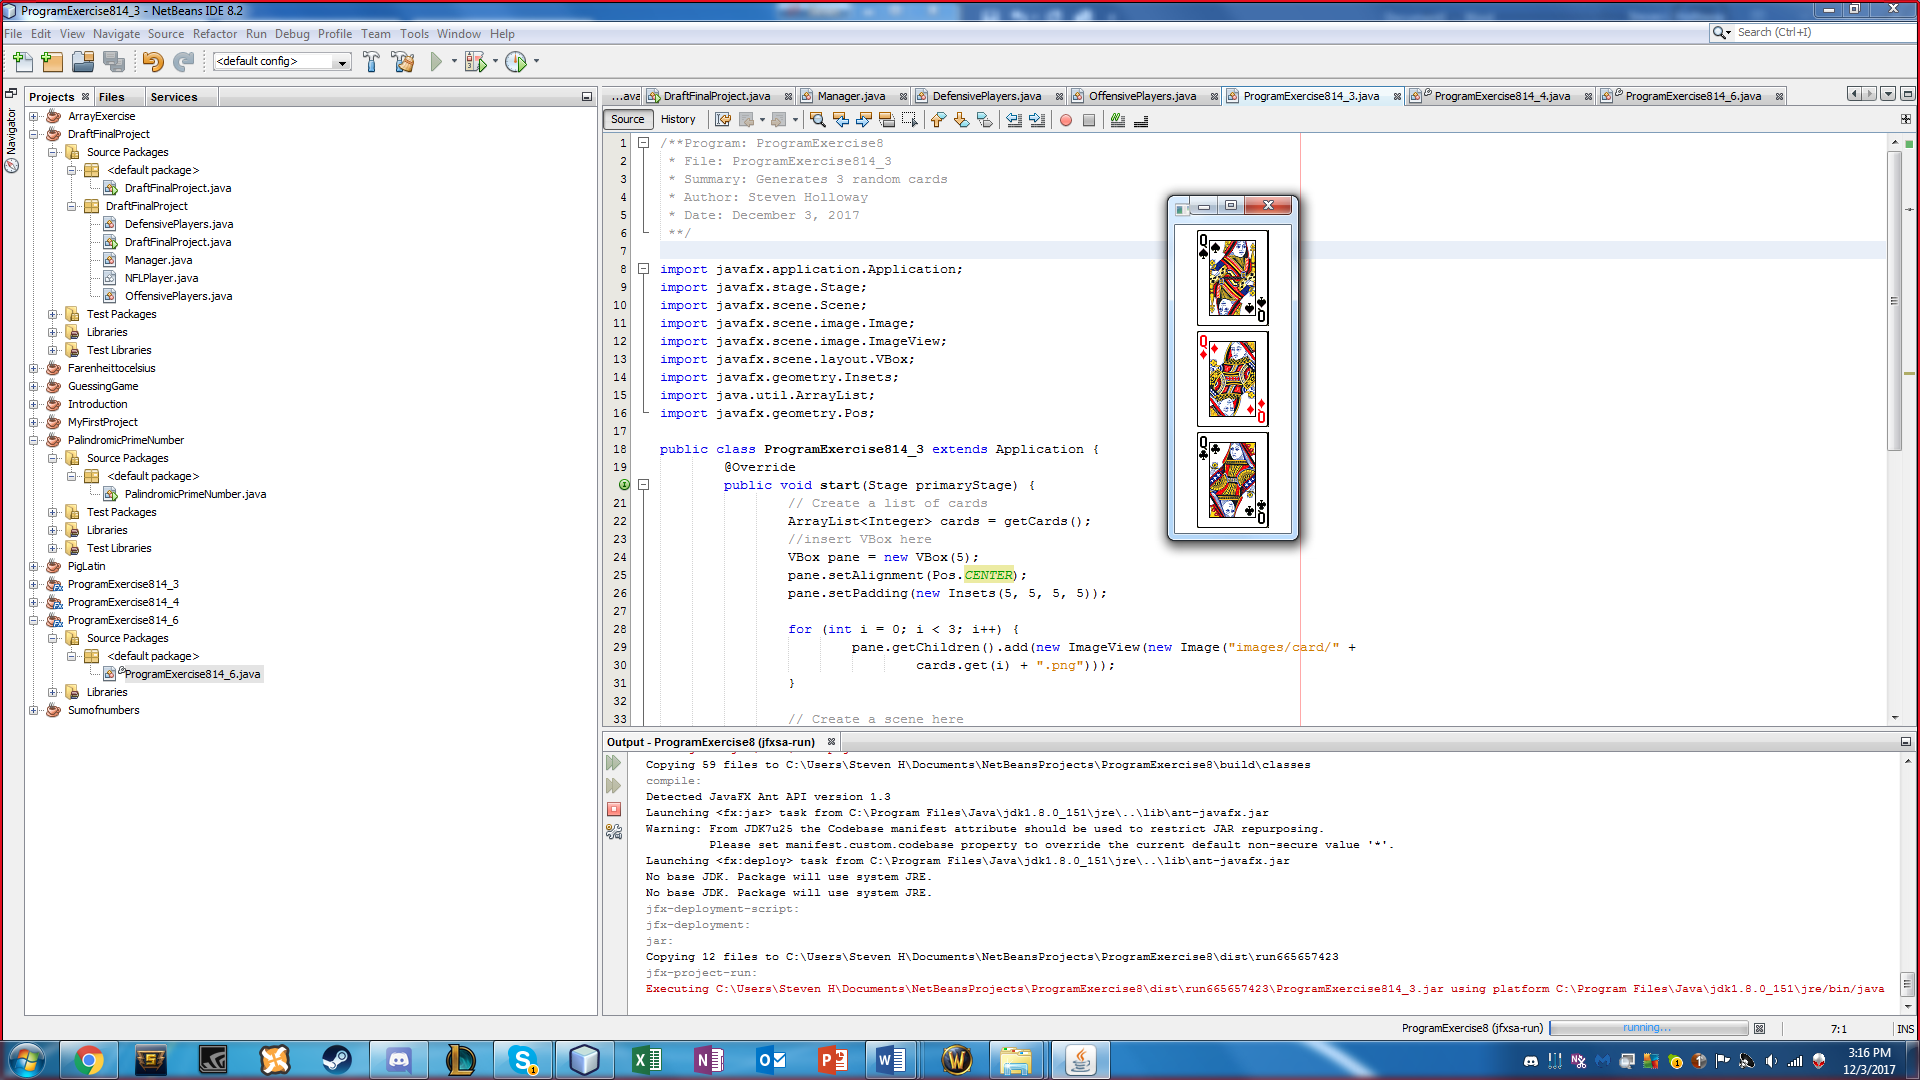 ProgramExercise814_3 - NetBeans IDE 8.2
File Edit View Navigate Source Refactor Run Debug Profile Team Tools Window Help
Search (Ctrl+I)
<default config>
Projects Files Services
Navigator
ArrayExercise
DraftFinalProject
Source Packages
<default package>
DraftFinalProject.java
DraftFinalProject
DefensivePlayers.java
DraftFinalProject.java
Manager.java
NFLPlayer.java
OffensivePlayers.java
Test Packages
Libraries
Test Libraries
Farenheittocelsius
GuessingGame
Introduction
MyFirstProject
PalindromicPrimeNumber
Source Packages
<default package>
PalindromicPrimeNumber.java
Test Packages
Libraries
Test Libraries
PigLatin
ProgramExercise814_3
ProgramExercise814_4
ProgramExercise814_6
Source Packages
<default package>
ProgramExercise814_6.java
Libraries
Sumofnumbers
...ava DraftFinalProject.java Manager.java DefensivePlayers.java OffensivePlayers.java ProgramExercise814_3.java ProgramExercise814_4.java ProgramExercise814_6.java
Source History
1 /**Program: ProgramExercise8
2 * File: ProgramExercise814_3
3 * Summary: Generates 3 random cards
4 * Author: Steven Holloway
5 * Date: December 3, 2017
6 **/
7
8 import javafx.application.Application;
9 import javafx.stage.Stage;
10 import javafx.scene.Scene;
11 import javafx.scene.image.Image;
12 import javafx.scene.image.ImageView;
13 import javafx.scene.layout.VBox;
14 import javafx.geometry.Insets;
15 import java.util.ArrayList;
16 import javafx.geometry.Pos;
17
18 public class ProgramExercise814_3 extends Application {
19 @Override
public void start(Stage primaryStage) {
21 // Create a list of cards
22 ArrayList<Integer> cards = getCards();
23 //insert VBox here
24 VBox pane = new VBox(5);
25 pane.setAlignment(Pos.CENTER);
26 pane.setPadding(new Insets(5, 5, 5, 5));
27
28 for (int i = 0; i < 3; i++) {
29 pane.getChildren().add(new ImageView(new Image("images/card/" +
30 cards.get(i) + ".png")));
31 }
32
33 // Create a scene here
Q
Q
Q
Q
Q
Q
Output - ProgramExercise8 (jfxsa-run)
Copying 59 files to C:\Users\Steven H\Documents\NetBeansProjects\ProgramExercise8\build\classes
compile:
Detected JavaFX Ant API version 1.3
Launching <fx:jar> task from C:\Program Files\Java\jdk1.8.0_151\jre\..\lib\ant-javafx.jar
Warning: From JDK7u25 the Codebase manifest attribute should be used to restrict JAR repurposing.
Please set manifest.custom.codebase property to override the current default non-secure value '*'.
Launching <fx:deploy> task from C:\Program Files\Java\jdk1.8.0_151\jre\..\lib\ant-javafx.jar
No base JDK. Package will use system JRE.
No base JDK. Package will use system JRE.
jfx-deployment-script:
jfx-deployment:
jar:
Copying 12 files to C:\Users\Steven H\Documents\NetBeansProjects\ProgramExercise8\dist\run665657423
jfx-project-run:
Executing C:\Users\Steven H\Documents\NetBeansProjects\ProgramExercise8\dist\run665657423\ProgramExercise814_3.jar using platform C:\Program Files\Java\jdk1.8.0_151\jre/bin/java
ProgramExercise8 (jfxsa-run) running... 7:1 INS
3:16 PM
12/3/2017